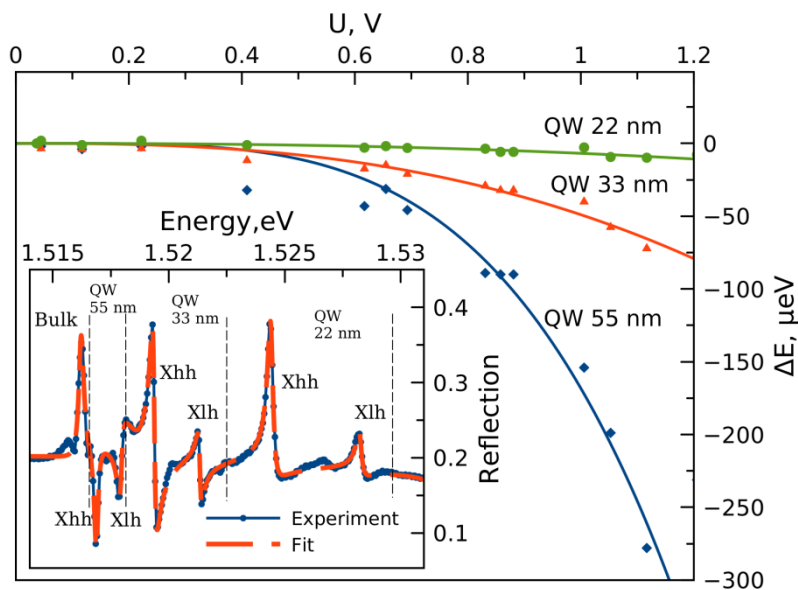 U, V
0 0.2 0.4 0.6 0.8 1 1.2
QW 22 nm
0
QW 33 nm
−50
Energy,eV
1.515 1.52 1.525 1.53
−100
QW
55 nm
QW
33 nm
QW
22 nm
0.4
Bulk
QW 55 nm
ΔE, μeV
−150
Xhh
Xhh
0.3
Xlh
Xlh
Reflection
−200
0.2
Xhh
Xlh
Experiment
0.1
Fit
−250
−300